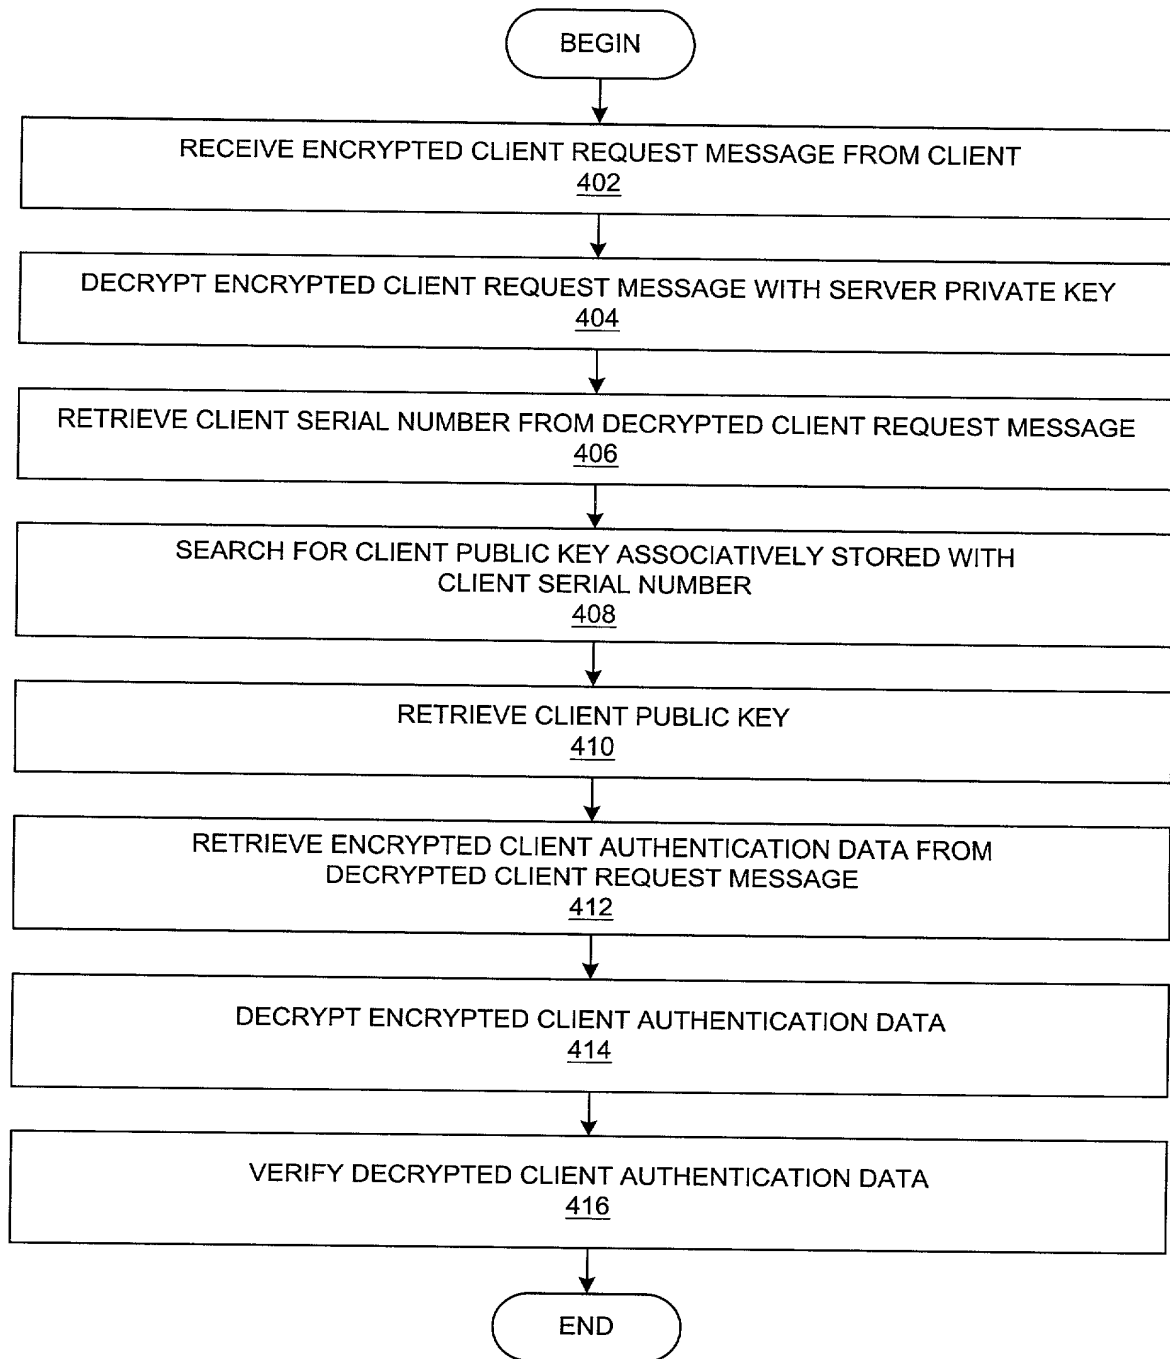 BEGIN
RECEIVE ENCRYPTED CLIENT REQUEST MESSAGE FROM CLIENT
402
DECRYPT ENCRYPTED CLIENT REQUEST MESSAGE WITH SERVER PRIVATE KEY
404
RETRIEVE CLIENT SERIAL NUMBER FROM DECRYPTED CLIENT REQUEST MESSAGE
406
SEARCH FOR CLIENT PUBLIC KEY ASSOCIATIVELY STORED WITH
CLIENT SERIAL NUMBER
408
RETRIEVE CLIENT PUBLIC KEY
410
RETRIEVE ENCRYPTED CLIENT AUTHENTICATION DATA FROM
DECRYPTED CLIENT REQUEST MESSAGE
412
DECRYPT ENCRYPTED CLIENT AUTHENTICATION DATA
414
VERIFY DECRYPTED CLIENT AUTHENTICATION DATA
416
END